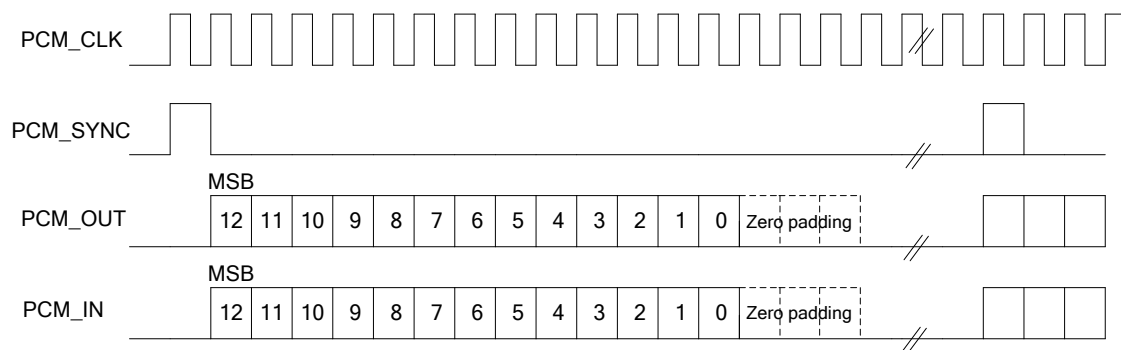 PCM_CLK
PCM_SYNC
MSB
PCM_OUT 12 11 10 9 8 7 6 5 4 3 2 1 0 Zero padding
MSB
PCM_IN 12 11 10 9 8 7 6 5 4 3 2 1 0 Zero padding